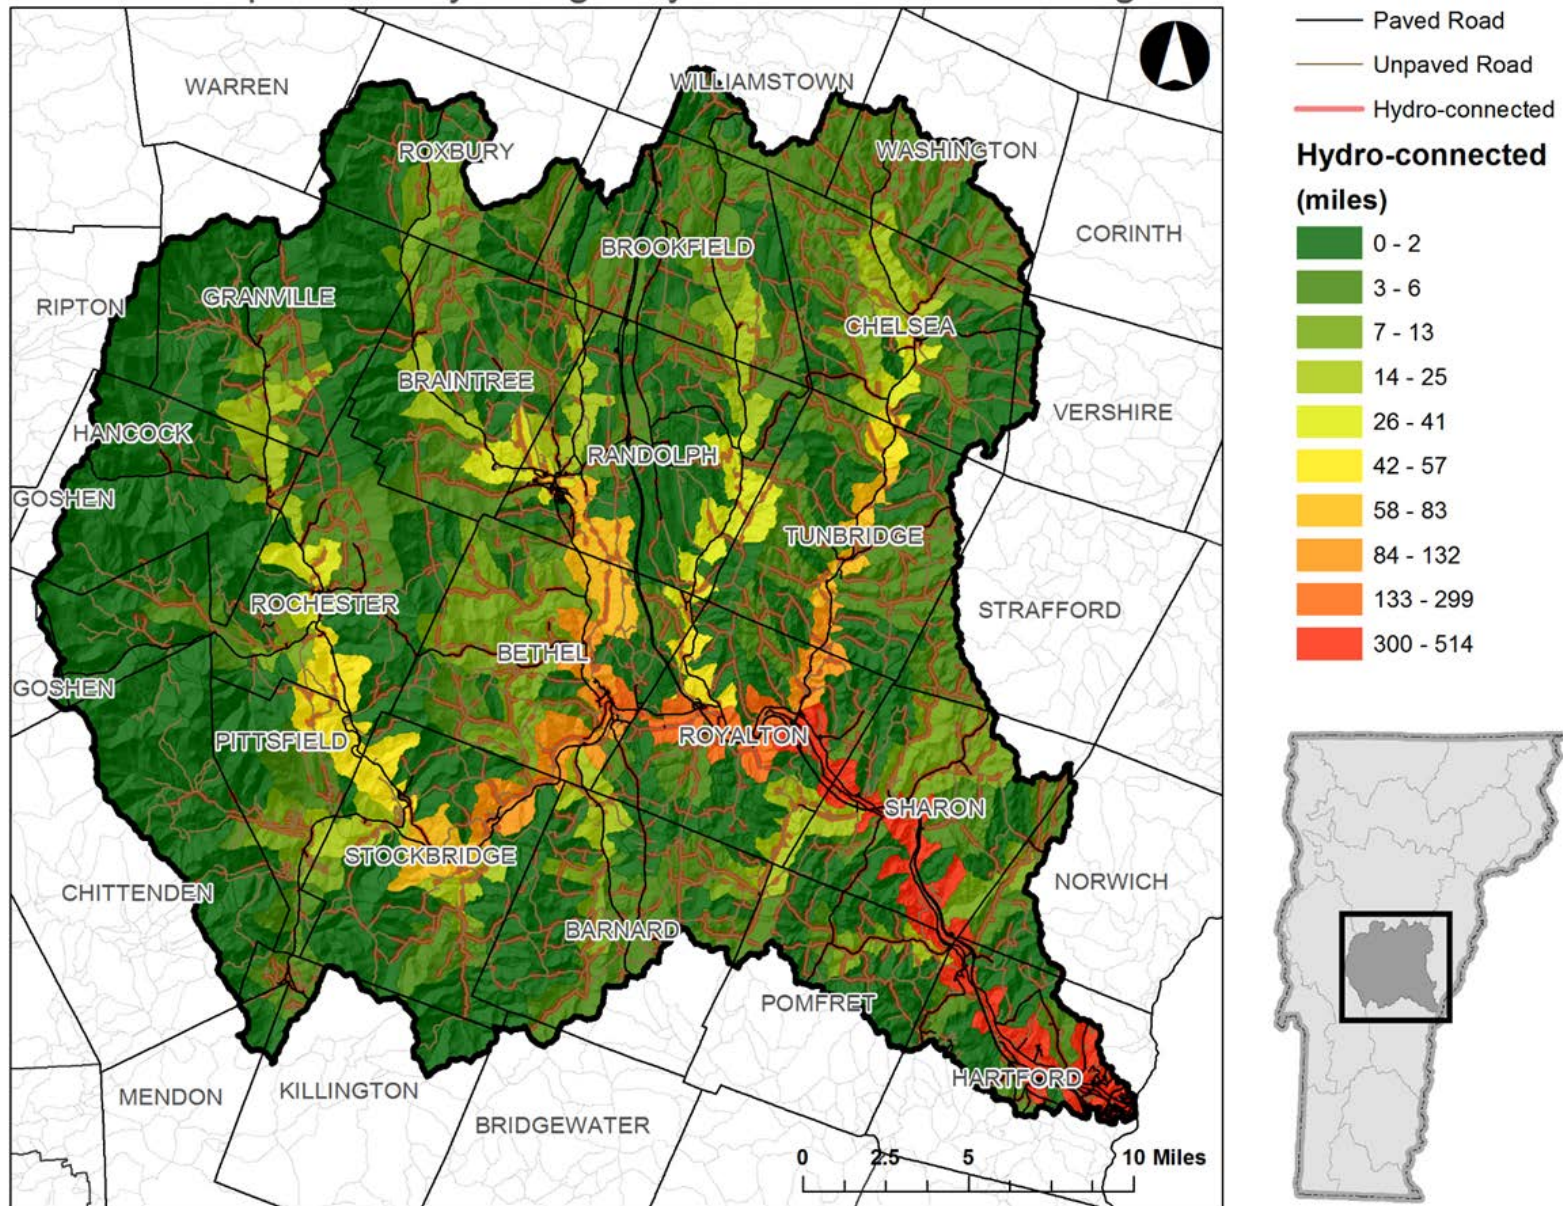 Paved Road
Unpaved Road
Hydro-connected
Hydro-connected
(miles)
0 - 2
3 - 6
7 - 13
14 - 25
26 - 41
42 - 57
58 - 83
84 - 132
133 - 299
300 - 514
WARREN
WILLIAMSTOWN
ROXBURY
WASHINGTON
CORINTH
BROOKFIELD
RIPTON
GRANVILLE
CHELSEA
BRAINTREE
VERSHIRE
HANCOCK
RANDOLPH
GOSHEN
TUNBRIDGE
ROCHESTER
STRAFFORD
BETHEL
GOSHEN
PITTSFIELD
ROYALTON
SHARON
STOCKBRIDGE
CHITTENDEN
NORWICH
BARNARD
POMFRET
HARTFORD
MENDON
KILLINGTON
BRIDGEWATER
0 2.5 5 10 Miles